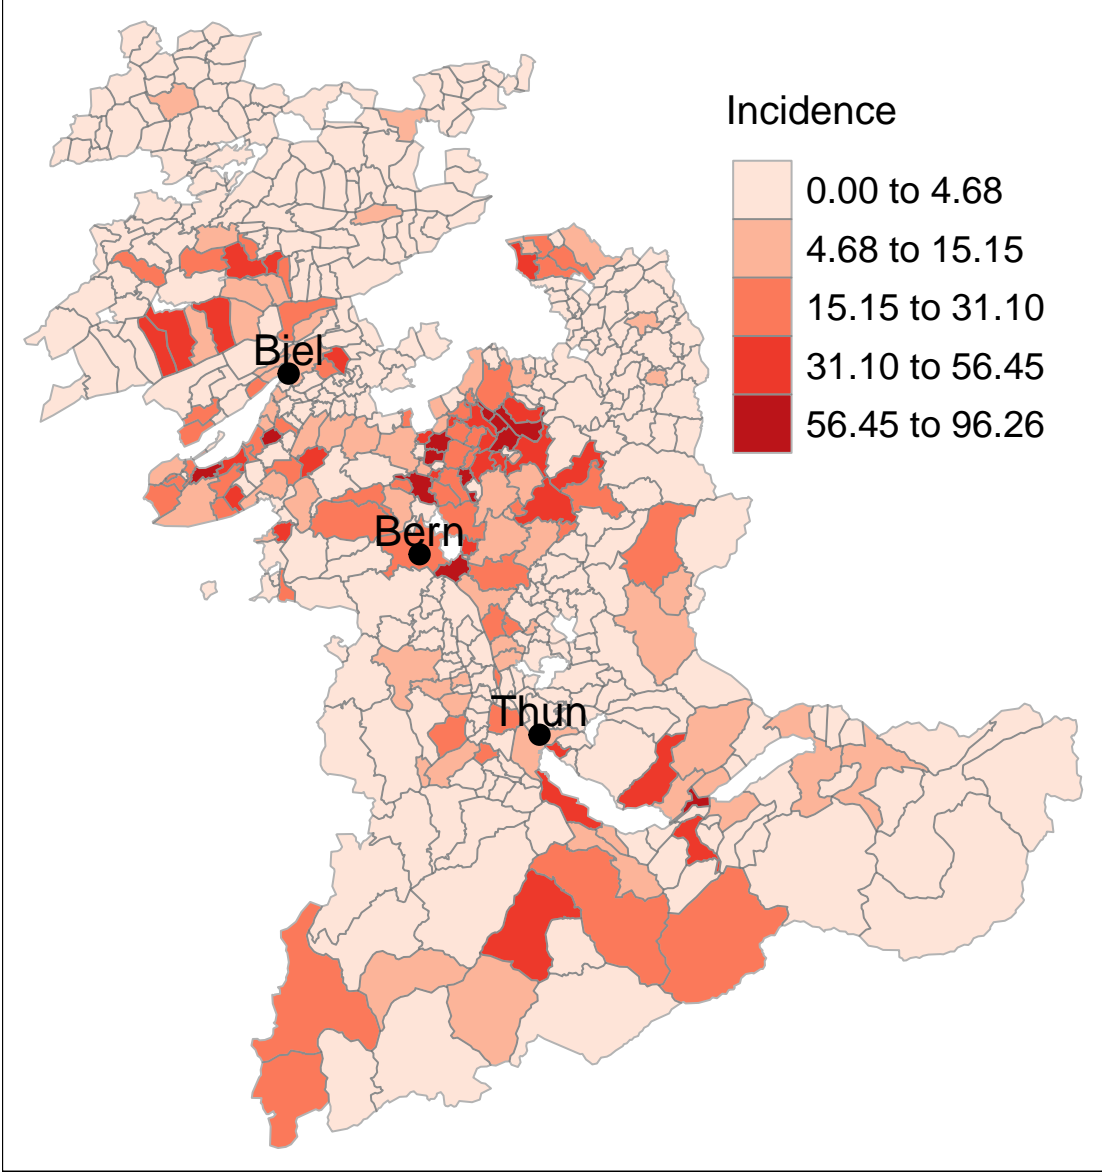 Incidence
0.00 to 4.68
4.68 to 15.15
15.15 to 31.10
31.10 to 56.45
56.45 to 96.26
Biel
Bern
Thun